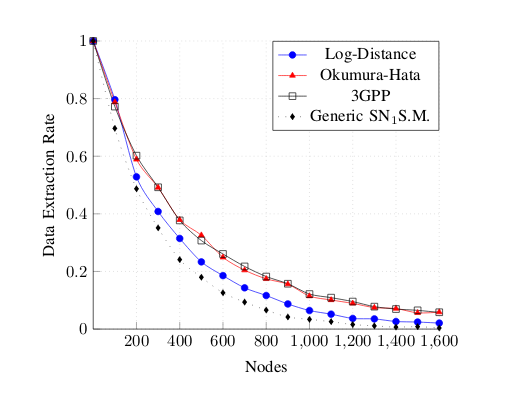 1
0.8
0.6
0.4
0.2
0
200
400
600
800
1,000
1,200
1,400
1,600
Data Extraction Rate
Nodes
Log-Distance
Okumura-Hata
3GPP
Generic SN₁S.M.